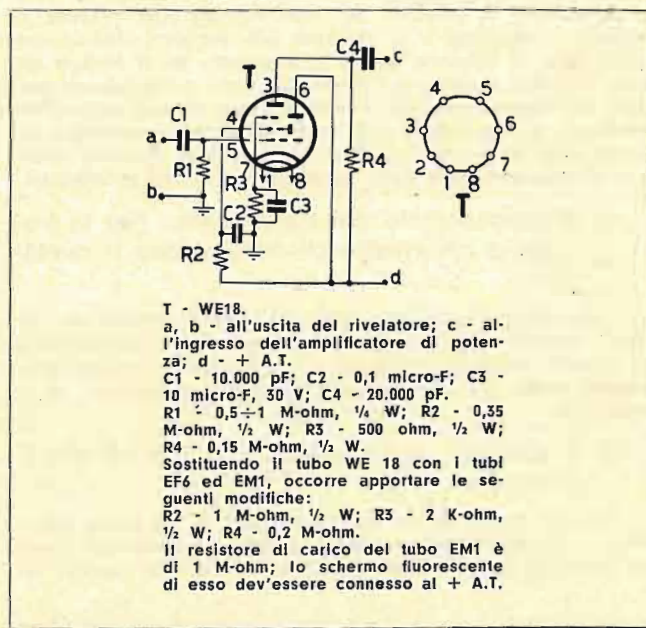 C4
c
T
3
6
4
5
4
5
3
6
C1
a
R1
7
R3
1
8
R4
2
7
1
8
b
C2
C3
T
R2
d
T - WE18.
a, b - all'uscita del rivelatore; c - al-
l'ingresso dell'amplificatore di poten-
za; d - + A.T.
C1 - 10.000 pF; C2 - 0,1 micro-F; C3 -
10 micro-F, 30 V; C4 - 20.000 pF.
R1 - 0,5÷1 M-ohm, ¼ W; R2 - 0,35
M-ohm, ½ W; R3 - 500 ohm, ½ W;
R4 - 0,15 M-ohm, ½ W.
Sostituendo il tubo WE 18 con i tubi
EF6 ed EM1, occorre apportare le se-
guenti modifiche:
R2 - 1 M-ohm, ½ W; R3 - 2 K-ohm,
½ W; R4 - 0,2 M-ohm.
Il resistore di carico del tubo EM1 è
di 1 M-ohm; lo schermo fluorescente
di esso dev'essere connesso al + A.T.